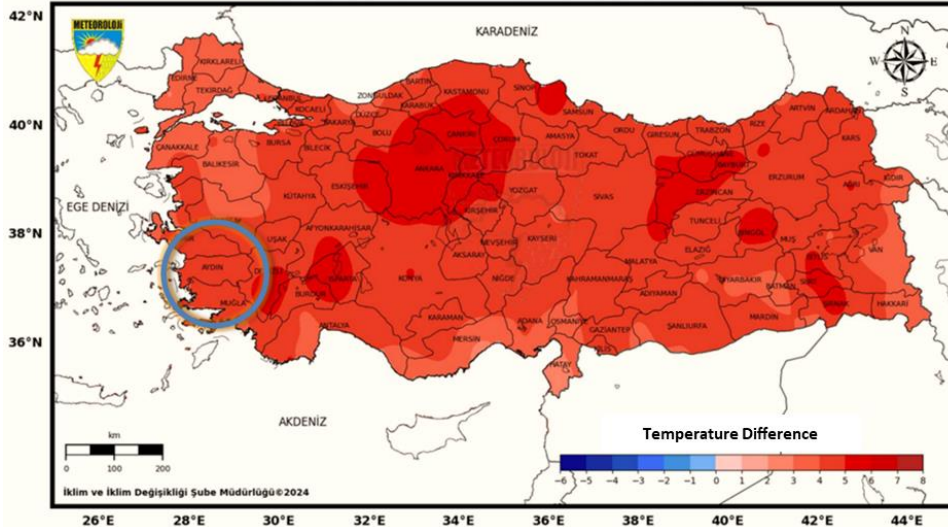 42°N
METEOROLOJİ
KARADENİZ
KIRKLARELİ
EDİRNE
TEKİRDAĞ
BARTIN
ZONGULDAK
KASTAMONU
SİNOP
KARABÜK
SAMSUN
KOCAELİ
DÜZCE
BOLU
ÇANKIRI
ÇORUM
AMASYA
ORDU
GİRESUN
TRABZON
RİZE
ARTVİN
ARDAHAN
N
W
E
S
40°N
ÇANAKKALE
BALIKESİR
BURSA
BİLECİK
ESKİŞEHİR
ANKARA
KIRIKKALE
TOKAT
GÜMÜŞHANE
BAYBURT
ERZURUM
KARS
KÜTAHYA
YOZGAT
SİVAS
ERZİNCAN
AĞRI
IĞDIR
EGE DENİZİ
KIRŞEHİR
TUNCELİ
38°N
UŞAK
AFYONKARAHİSAR
NEVŞEHİR
KAYSERİ
ELAZIĞ
BİNGÖL
MUŞ
VAN
AYDIN
ISPARTA
KONYA
AKSARAY
NİĞDE
KAHRAMANMARAŞ
MALATYA
DİYARBAKIR
BATMAN
SİİRT
BİTLİS
MUĞLA
BURDUR
ADIYAMAN
ŞIRNAK
HAKKARİ
ANTALYA
KARAMAN
MERSİN
ADANA
OSMANİYE
GAZİANTEP
ŞANLIURFA
MARDİN
36°N
KİLİS
HATAY
AKDENİZ
km
0 100 200
Temperature Difference
-6 -5 -4 -3 -2 -1 0 1 2 3 4 5 6 7 8
İklim ve İklim Değişikliği Şube Müdürlüğü©2024
26°E 28°E 30°E 32°E 34°E 36°E 38°E 40°E 42°E 44°E